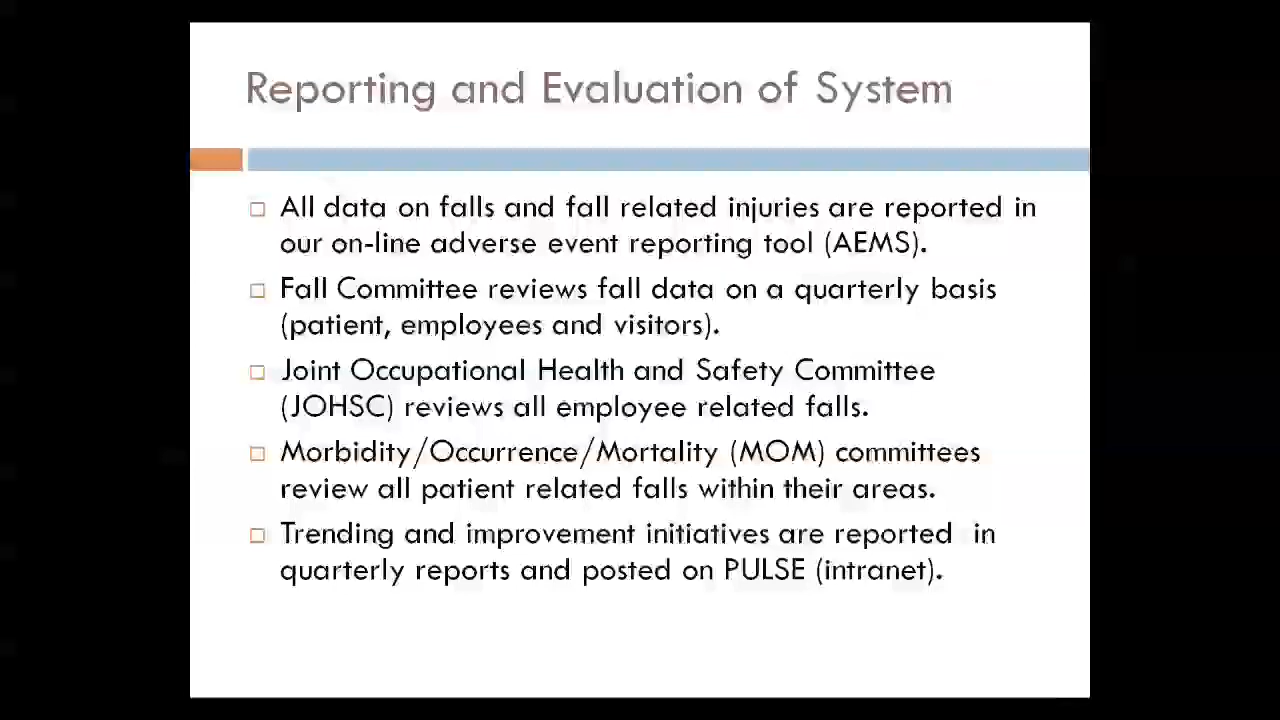 Reporting and Evaluation of System
All data on falls and fall related injuries are reported in
our on-line adverse event reporting tool (AEMS).
Fall Committee reviews fall data on a quarterly basis
(patient, employees and visitors).
Joint Occupational Health and Safety Committee
(JOHSC) reviews all employee related falls.
Morbidity/Occurrence/Mortality (MOM) committees
review all patient related falls within their areas.
Trending and improvement initiatives are reported in
quarterly reports and posted on PULSE (intranet).